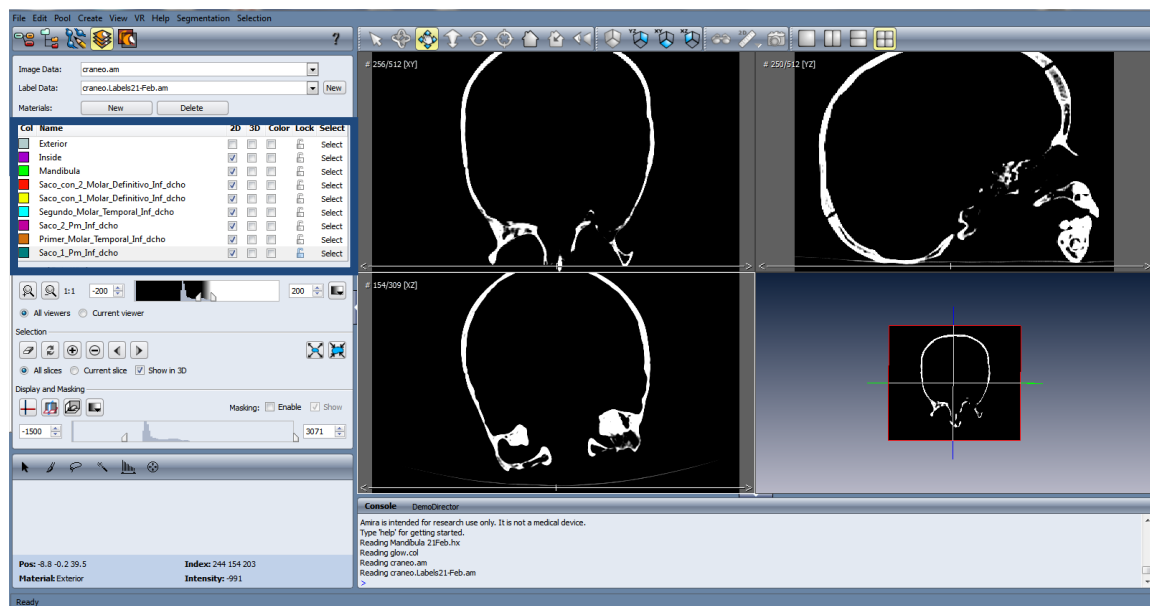 File Edit Pool Create View VR Help Segmentation Selection
?
YZ XY XZ 2D
Image Data: craneo.am
Label Data: craneo.Labels21-Feb.am New
Materials: New Delete
Col Name 2D 3D Color Lock Select
Exterior Select
Inside Select
Mandibula Select
Saco_con_2_Molar_Definitivo_Inf_dcho Select
Saco_con_1_Molar_Definitivo_Inf_dcho Select
Segundo_Molar_Temporal_Inf_dcho Select
Saco_2_Pm_Inf_dcho Select
Primer_Molar_Temporal_Inf_dcho Select
Saco_1_Pm_Inf_dcho Select
1:1 -200 200
All viewers Current viewer
Selection
All slices Current slice Show in 3D
Display and Masking
Masking: Enable Show
-1500 3071
Pos: -8.8 -0.2 39.5 Index: 244 154 203
Material: Exterior Intensity: -991
Ready
# 256/512 [XY]
# 250/512 [YZ]
# 154/309 [XZ]
Console DemoDirector
Amira is intended for research use only. It is not a medical device.
Type 'help' for getting started.
Reading Mandíbula 21Feb.hx
Reading glow.col
Reading craneo.am
Reading craneo.Labels21-Feb.am
>